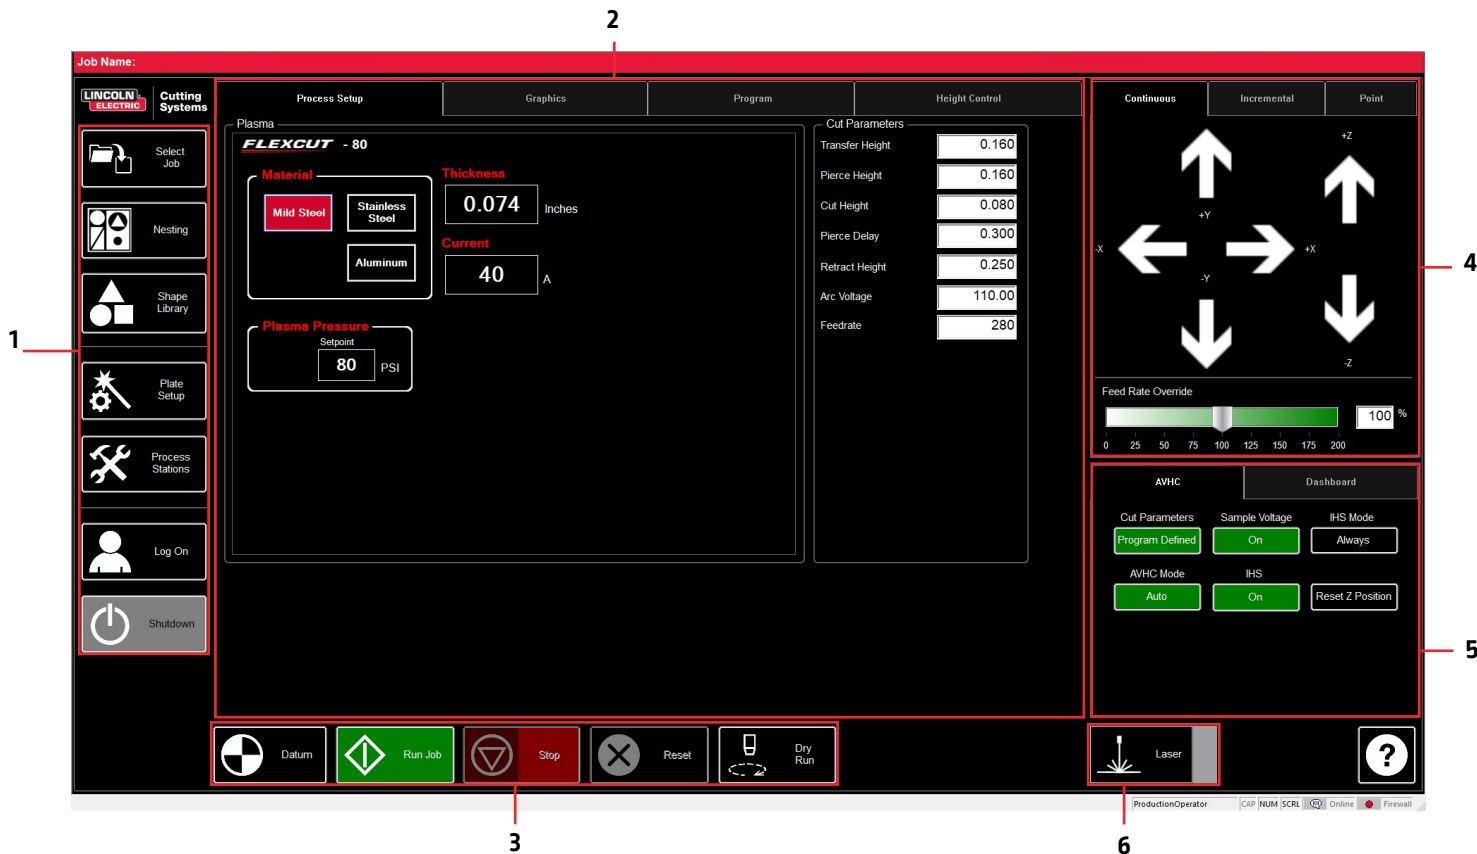 2
Job Name:
LINCOLN ELECTRIC
Cutting Systems
Process Setup
Graphics
Program
Height Control
Continuous
Incremental
Point
Select Job
Nesting
Shape Library
Plate Setup
Process Stations
Log On
Shutdown
1
Plasma
FLEXCUT - 80
Material
Mild Steel
Stainless Steel
Aluminum
Thickness
0.074 Inches
Current
40 A
Plasma Pressure
Setpoint
80 PSI
Cut Parameters
Transfer Height 0.160
Pierce Height 0.160
Cut Height 0.080
Pierce Delay 0.300
Retract Height 0.250
Arc Voltage 110.00
Feedrate 280
+Z
+Y
-X
+X
-Y
-Z
4
Feed Rate Override
100 %
0 25 50 75 100 125 150 175 200
AVHC
Dashboard
Cut Parameters
Sample Voltage
IHS Mode
Program Defined
On
Always
AVHC Mode
IHS
Auto
On
Reset Z Position
5
Datum
Run Job
Stop
Reset
Dry Run
Laser
?
ProductionOperator CAP NUM SCRL Online Firewall
3
6